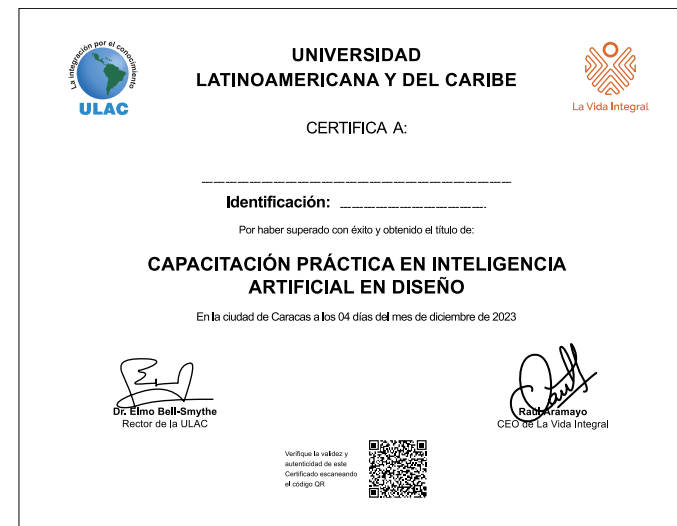 La integración por el conocimiento
ULAC
UNIVERSIDAD
LATINOAMERICANA Y DEL CARIBE
La Vida Integral
CERTIFICA A:
Identificación:
Por haber superado con éxito y obtenido el título de:
CAPACITACIÓN PRÁCTICA EN INTELIGENCIA
ARTIFICIAL EN DISEÑO
En la ciudad de Caracas a los 04 días del mes de diciembre de 2023
Dr. Elmo Bell-Smythe
Rector de la ULAC
Raúl Aramayo
CEO de La Vida Integral
Verifique la validez y
autenticidad de este
Certificado escaneando
el código QR